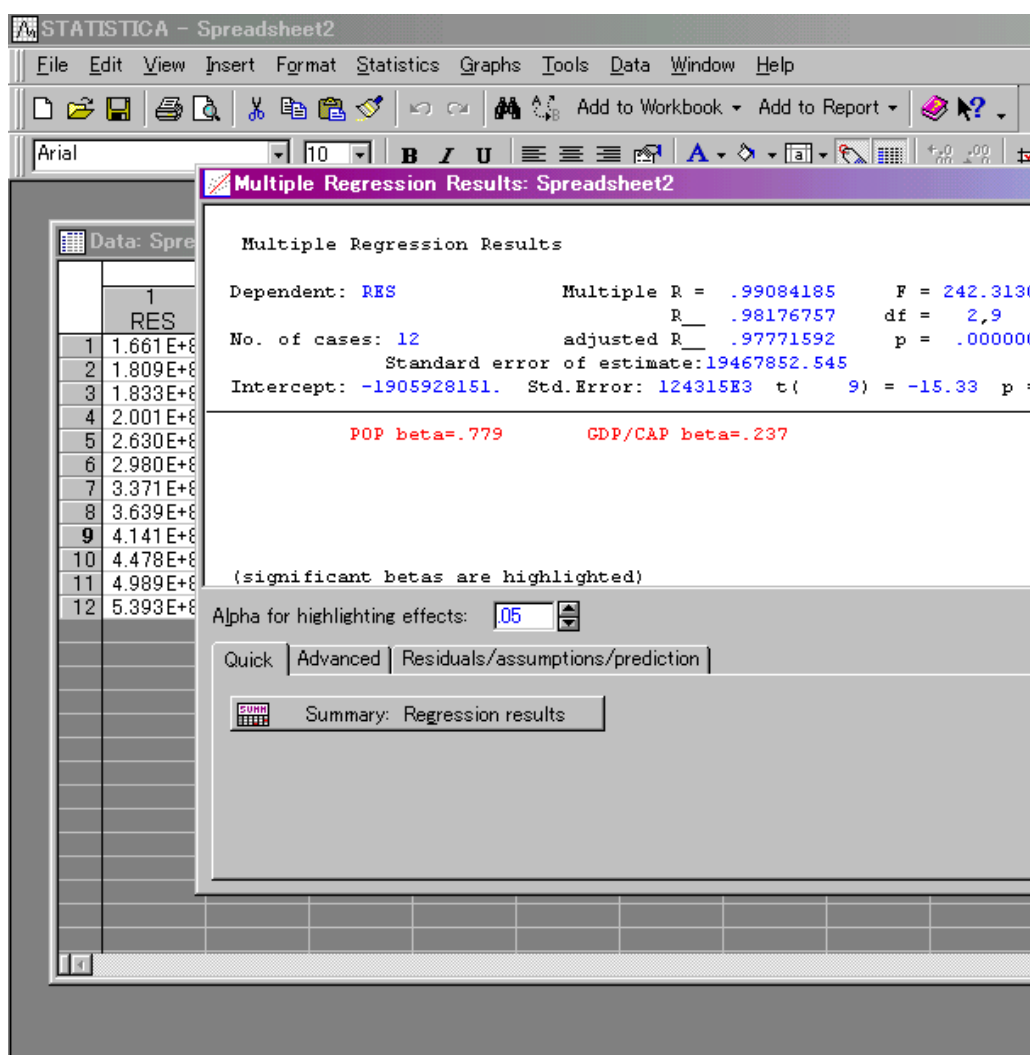 STATISTICA - Spreadsheet2
File Edit View Insert Format Statistics Graphs Tools Data Window Help
Add to Workbook Add to Report
Arial 10 B I U A a
Multiple Regression Results: Spreadsheet2
Data: Spre
Multiple Regression Results
Dependent: RES Multiple R = .99084185 F = 242.3130
R__ .98176757 df = 2,9
No. of cases: 12 adjusted R__ .97771592 p = .000000
Standard error of estimate:19467852.545
Intercept: -1905928151. Std.Error: 124315E3 t( 9) = -15.33 p =
POP beta=.779 GDP/CAP beta=.237
(significant betas are highlighted)
1
RES
1 1.661E+8
2 1.809E+8
3 1.833E+8
4 2.001E+8
5 2.630E+8
6 2.980E+8
7 3.371E+8
8 3.639E+8
9 4.141E+8
10 4.478E+8
11 4.989E+8
12 5.393E+8
Alpha for highlighting effects: .05
Quick Advanced Residuals/assumptions/prediction
SUMM Summary: Regression results